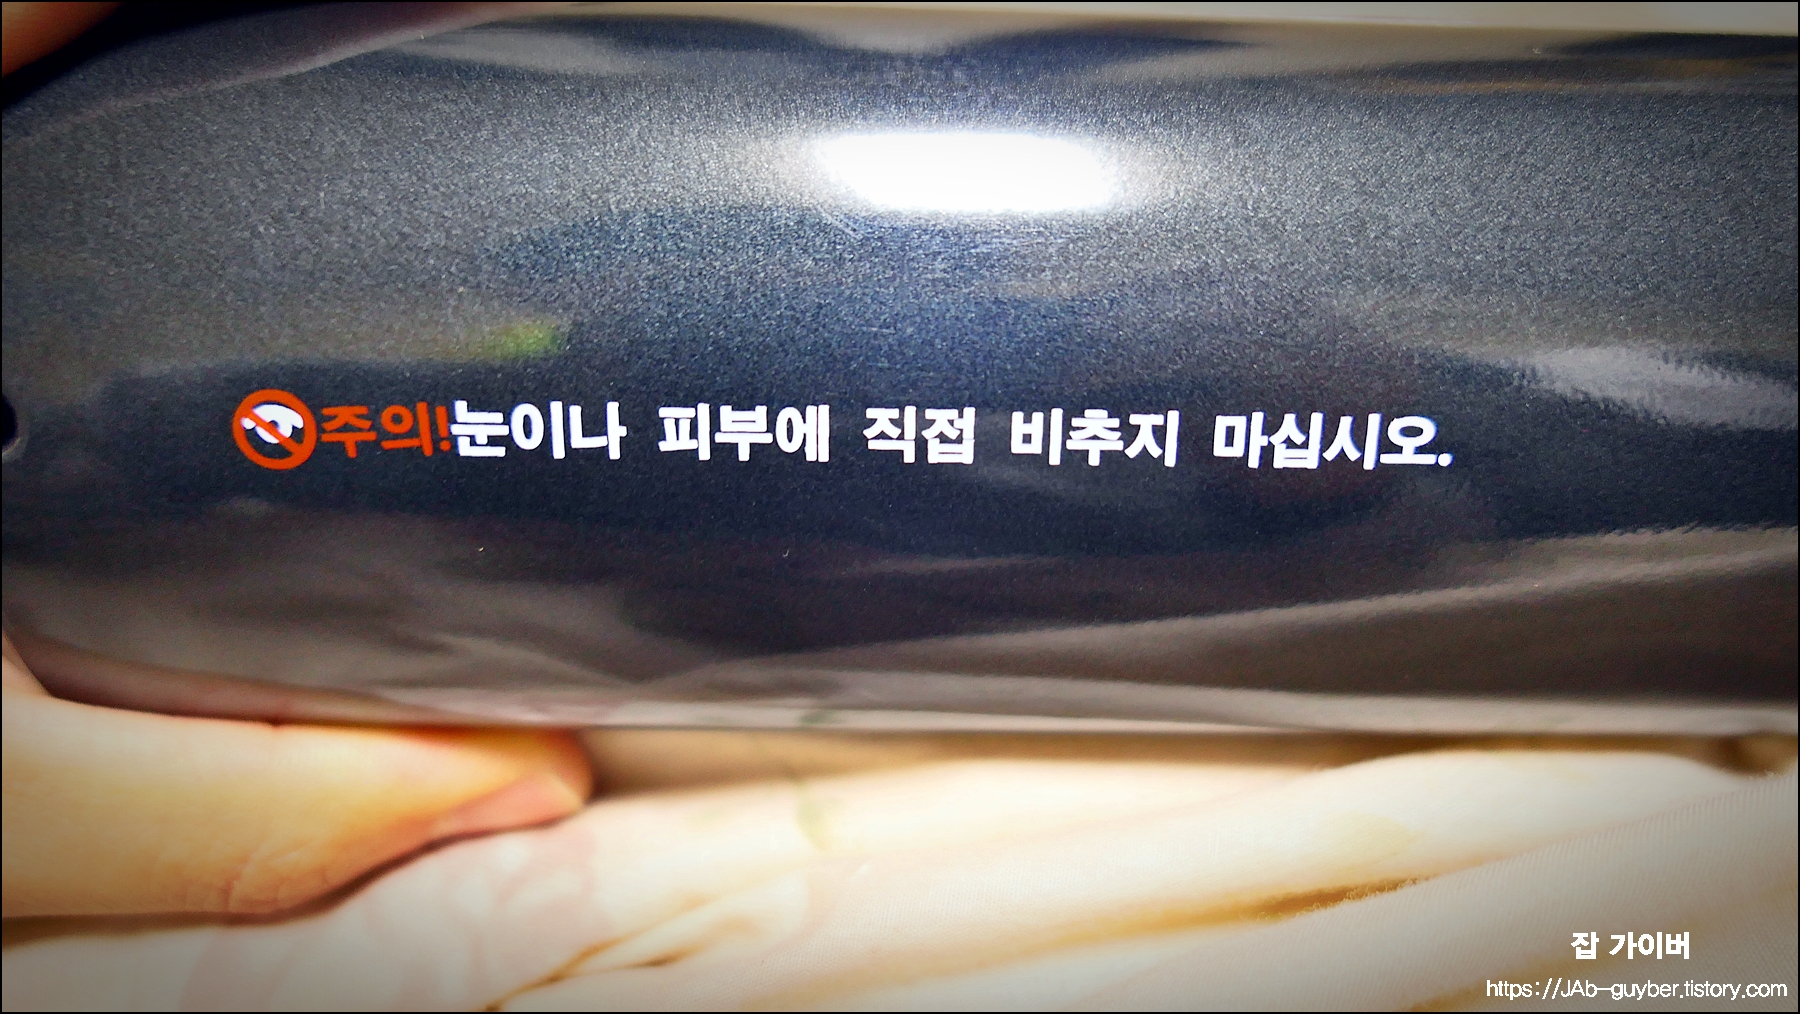 주의!눈이나 피부에 직접 비추지 마십시오.
잡 가이버
https://JAb-guyber.tistory.com